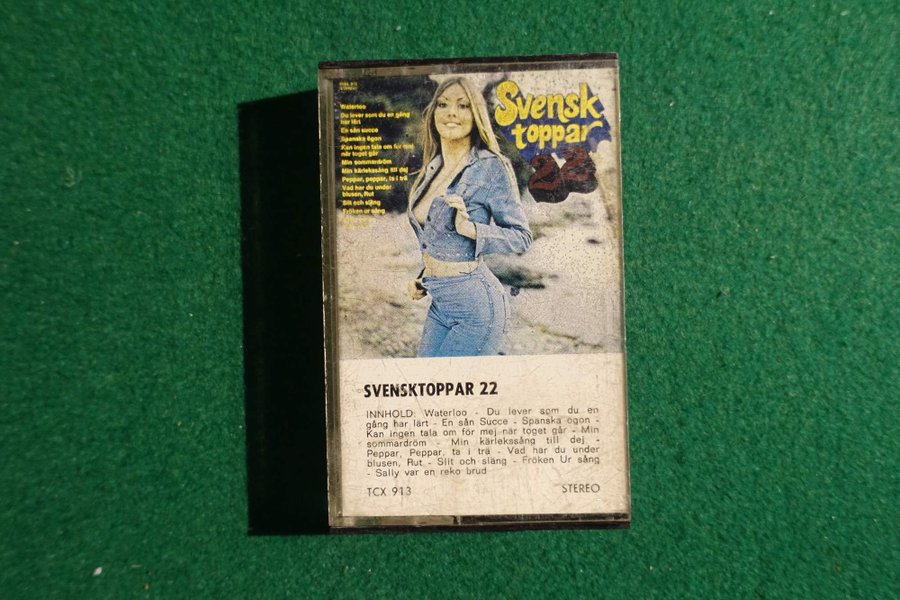 STEREO
Waterloo
Du lever som du en gång
har lärt
En sån succe
Spanska ögon
Kan ingen tala om för mej
när toget går
Min sommardröm
Min kärlekssång till dej
Peppar, peppar, ta i trä
Vad har du under
blusen, Rut
Slit och släng
Fröken ur sång
Svensk
toppar
22
SVENSKTOPPAR 22
INNHOLD: Waterloo - Du lever som du en
gång har lärt - En sån Succe - Spanska ögon -
Kan ingen tala om för mej när toget går - Min
sommardröm - Min kärlekssång till dej -
Peppar, Peppar, ta i trä - Vad har du under
blusen, Rut - Slit och släng - Fröken Ur sång
- Sally var en reko brud
TCX 913
STEREO